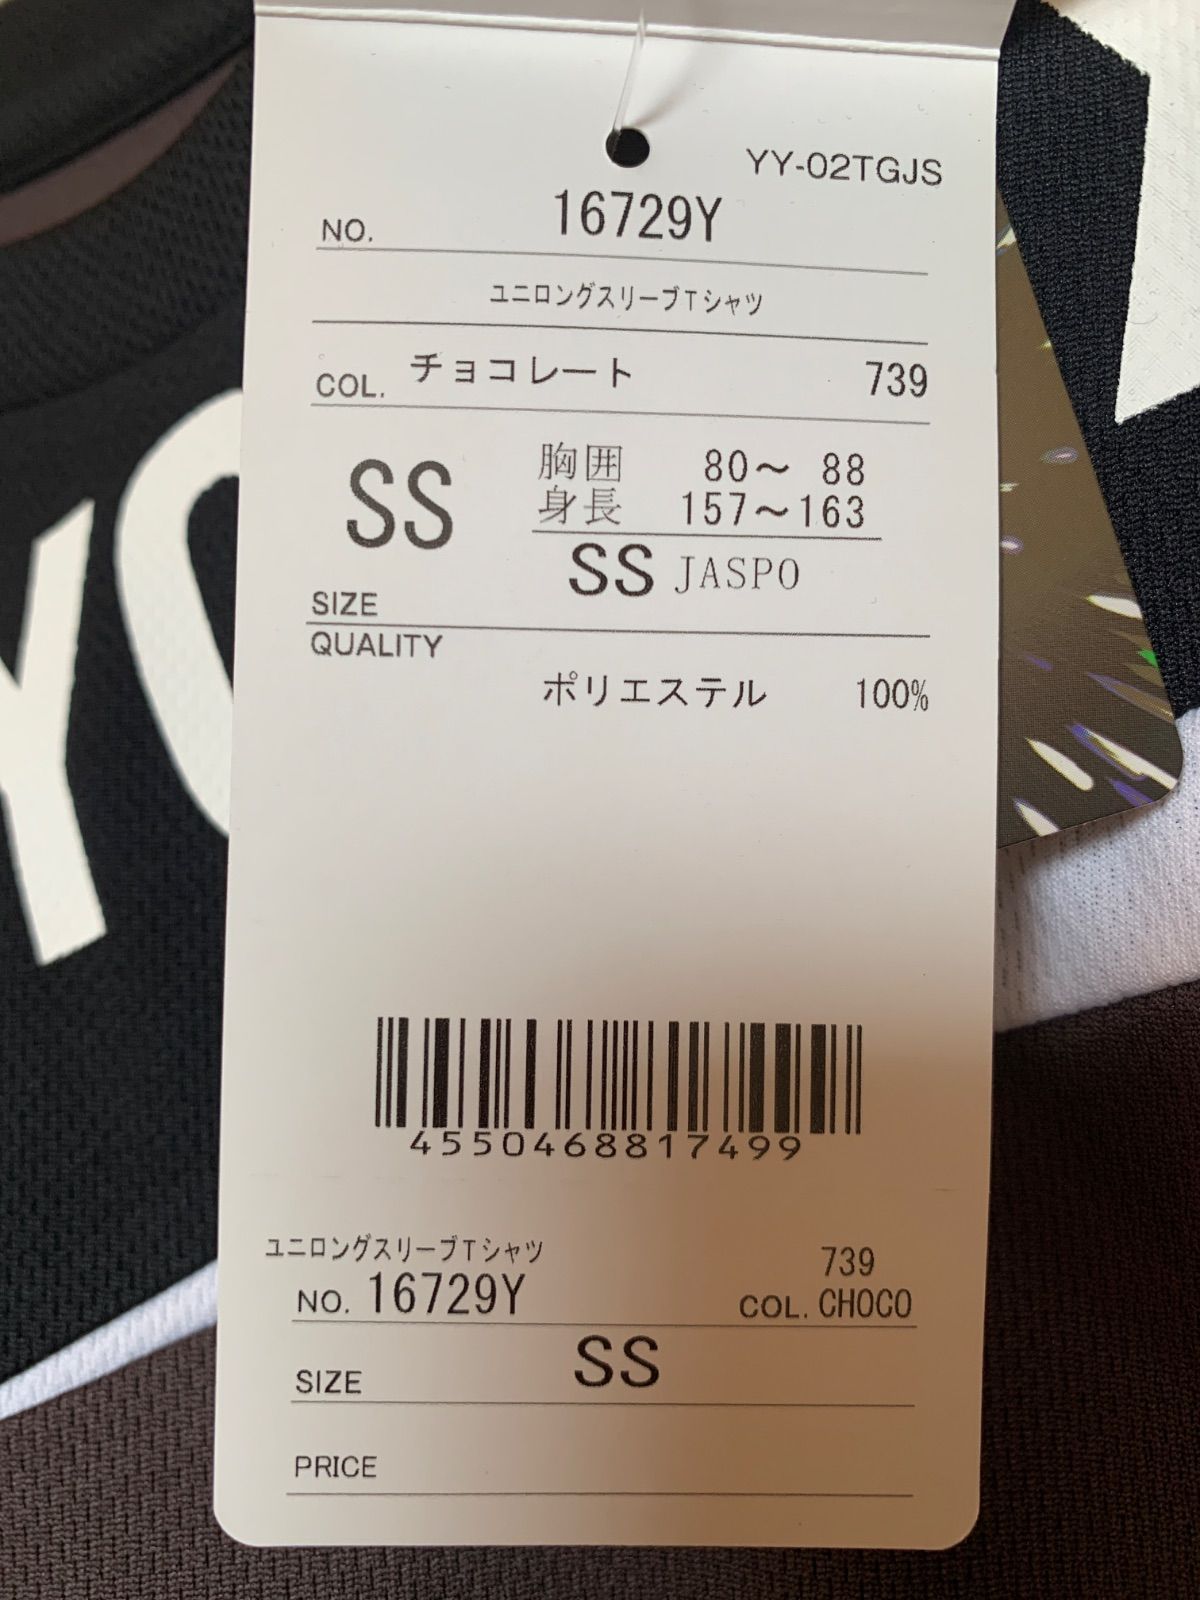 YY-02TGJS
NO. 16729Y
ユニロングスリーブTシャツ
COL. チョコレート 739
SS 胸囲 80〜 88
身長 157〜163
SS JASPO
SIZE
QUALITY
ポリエステル 100%
4550468817499
ユニロングスリーブTシャツ 739
NO. 16729Y COL. CHOCO
SIZE SS
PRICE
YO